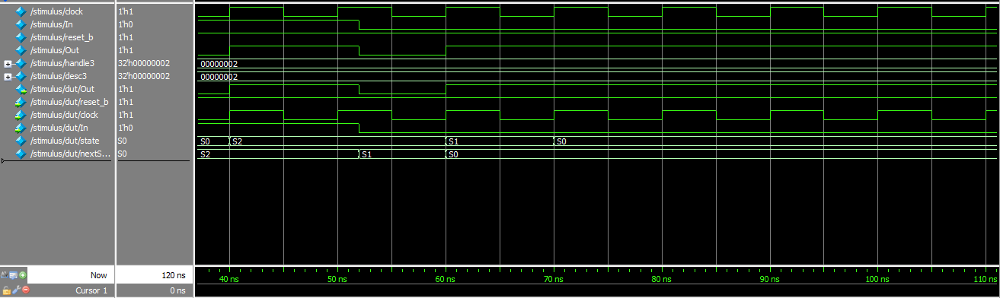 /stimulus/clock 1'h1
/stimulus/In 1'h0
/stimulus/reset_b 1'h1
/stimulus/Out 1'h1
/stimulus/handle3 32'h00000002 00000002
/stimulus/desc3 32'h00000002 00000002
/stimulus/dut/Out 1'h1
/stimulus/dut/reset_b 1'h1
/stimulus/dut/clock 1'h1
/stimulus/dut/In 1'h0
/stimulus/dut/state S0 S0 S2 S1 S0
/stimulus/dut/nextS... S0 S2 S1 S0
Now 120 ns 40 ns 50 ns 60 ns 70 ns 80 ns 90 ns 100 ns 110 ns
Cursor 1 0 ns